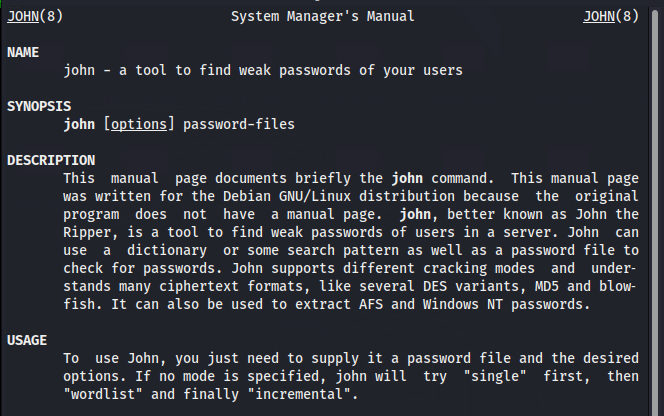 JOHN(8) System Manager's Manual JOHN(8)
NAME
john - a tool to find weak passwords of your users
SYNOPSIS
john [options] password-files
DESCRIPTION
This manual page documents briefly the john command. This manual page
was written for the Debian GNU/Linux distribution because the original
program does not have a manual page. john, better known as John the
Ripper, is a tool to find weak passwords of users in a server. John can
use a dictionary or some search pattern as well as a password file to
check for passwords. John supports different cracking modes and under-
stands many ciphertext formats, like several DES variants, MD5 and blow-
fish. It can also be used to extract AFS and Windows NT passwords.
USAGE
To use John, you just need to supply it a password file and the desired
options. If no mode is specified, john will try "single" first, then
"wordlist" and finally "incremental".